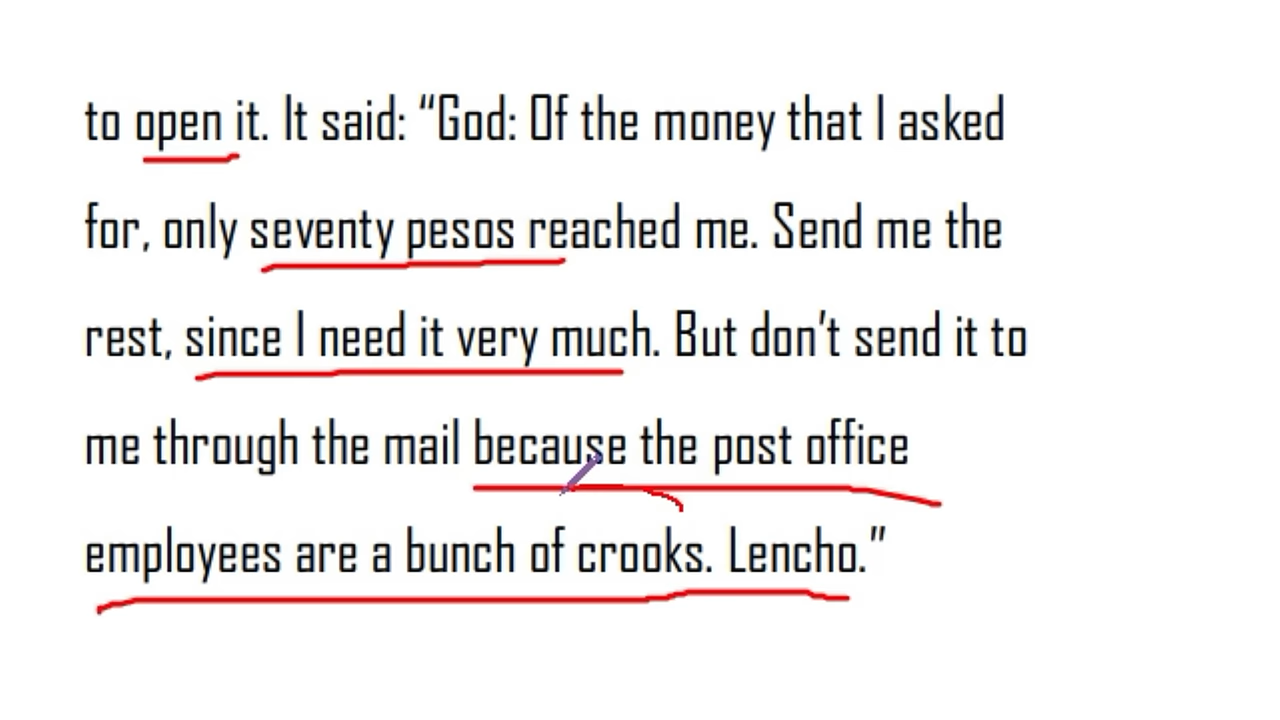 to open it. It said: “God: Of the money that I asked
for, only seventy pesos reached me. Send me the
rest, since I need it very much. But don’t send it to
me through the mail because the post office
employees are a bunch of crooks. Lencho.”